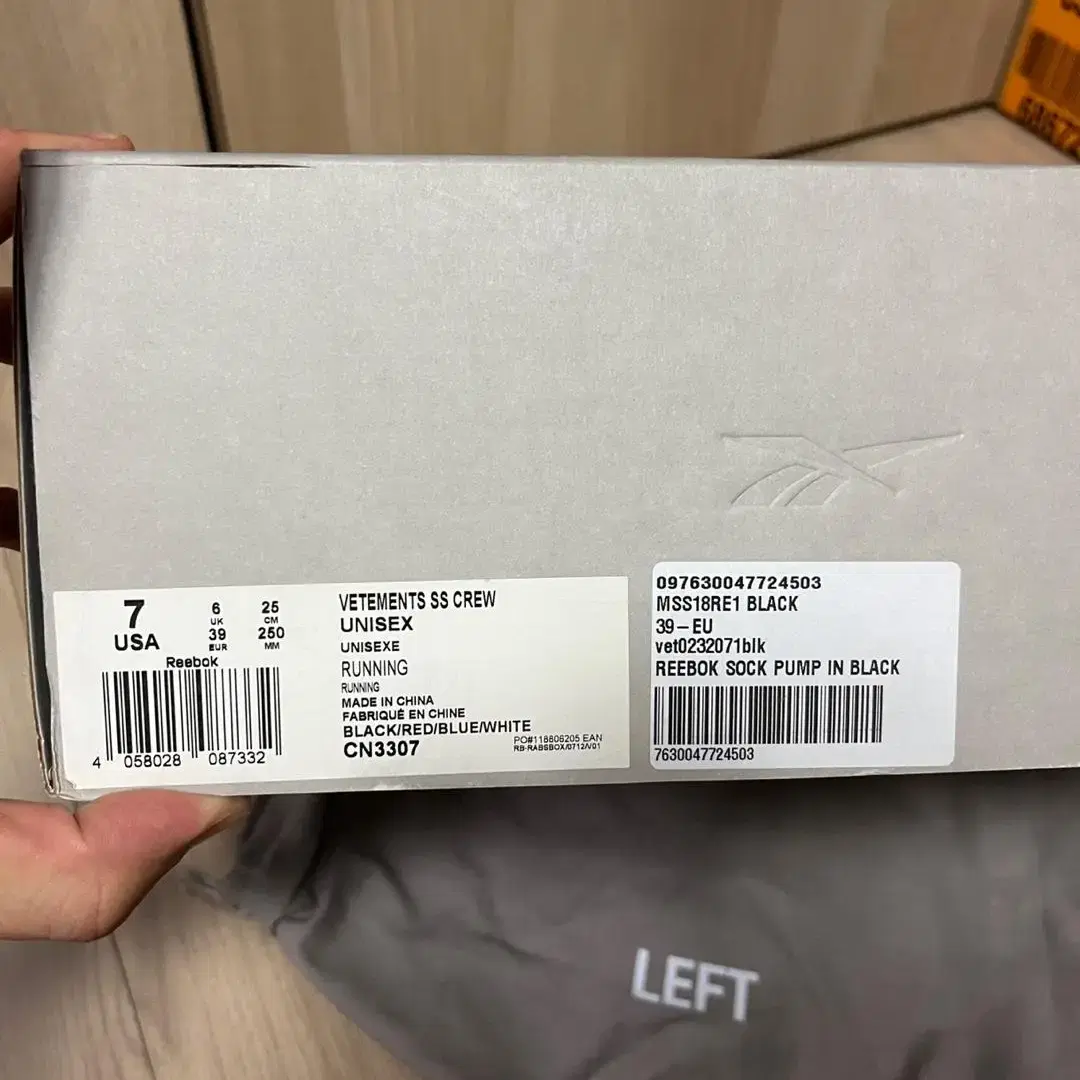 7
USA
6
UK
39
EUR
25
CM
250
MM
Reebok
4 058028 087332
VETEMENTS SS CREW
UNISEX
UNISEXE
RUNNING
RUNNING
MADE IN CHINA
FABRIQUÉ EN CHINE
BLACK/RED/BLUE/WHITE
CN3307
PO#118806205 EAN
RB-RABSBOX/0712/V01
097630047724503
MSS18RE1 BLACK
39-EU
vet0232071blk
REEBOK SOCK PUMP IN BLACK
7630047724503
LEFT